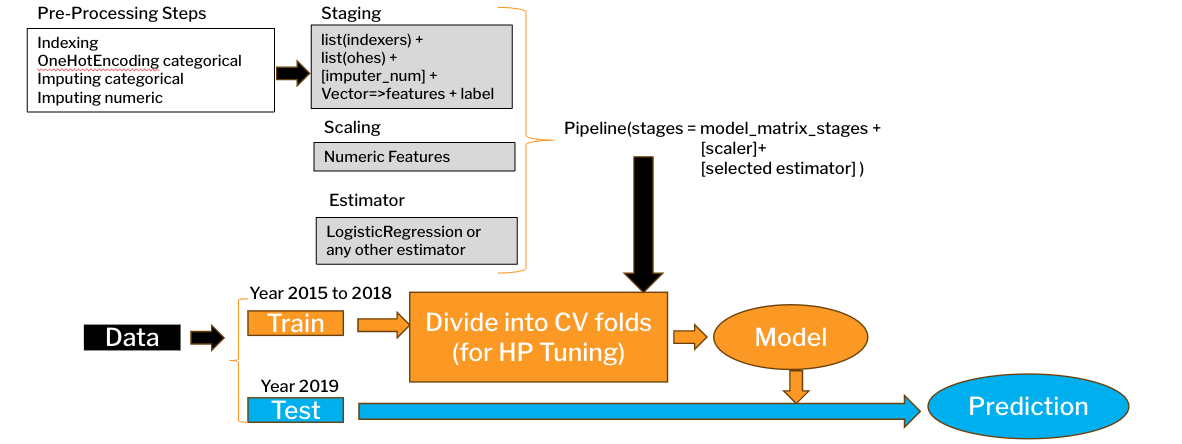 Pre-Processing Steps
Indexing
OneHotEncoding categorical
Imputing categorical
Imputing numeric
Staging
list(indexers) +
list(ohes) +
[imputer_num] +
Vector=>features + label
Scaling
Numeric Features
Estimator
LogisticRegression or
any other estimator
Pipeline(stages = model_matrix_stages +
[scaler]+
[selected estimator] )
Data
Year 2015 to 2018
Train
Year 2019
Test
Divide into CV folds
(for HP Tuning)
Model
Prediction